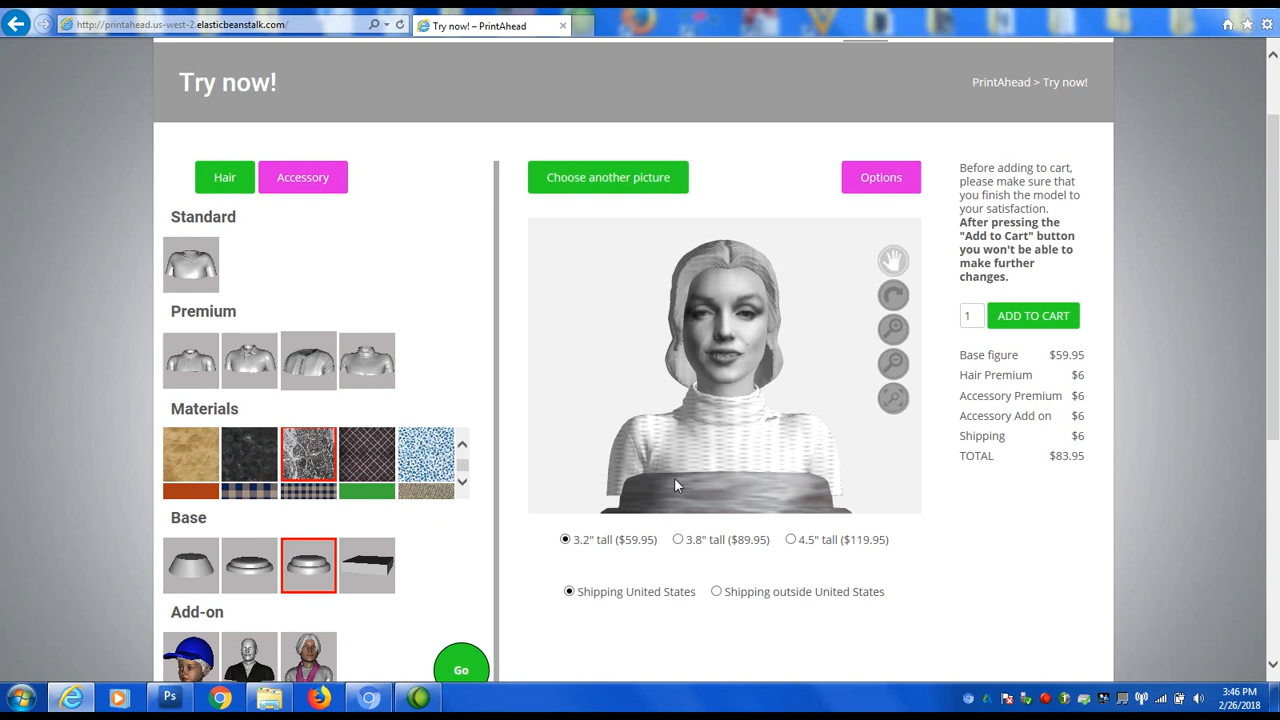 http://printahead.us-west-2.elasticbeanstalk.com/
Try now! – PrintAhead
Try now!
PrintAhead > Try now!
Hair
Accessory
Choose another picture
Options
Standard
Premium
Materials
Base
Add-on
Go
3.2" tall ($59.95)
3.8" tall ($89.95)
4.5" tall ($119.95)
Shipping United States
Shipping outside United States
Before adding to cart,
please make sure that
you finish the model to
your satisfaction.
After pressing the
"Add to Cart" button
you won't be able to
make further
changes.
1
ADD TO CART
Base figure $59.95
Hair Premium $6
Accessory Premium $6
Accessory Add on $6
Shipping $6
TOTAL $83.95
Ps
3:46 PM
2/26/2018